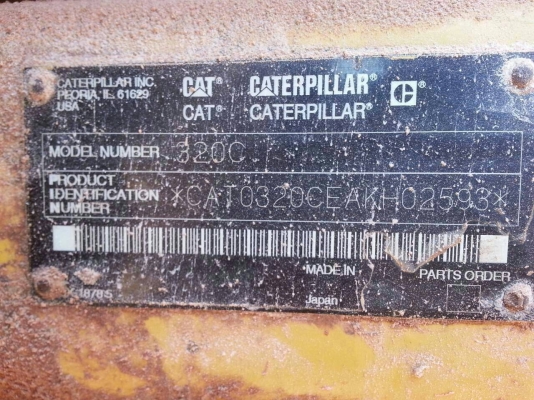 CATERPILLAR INC.
PEORIA, IL 61629
USA
CAT® CATERPILLAR® ®
CAT® CATERPILLAR®
MODEL NUMBER 320C
PRODUCT
IDENTIFICATION
NUMBER
*CAT0320CEAKH02593*
MADE IN
PARTS ORDER
Japan